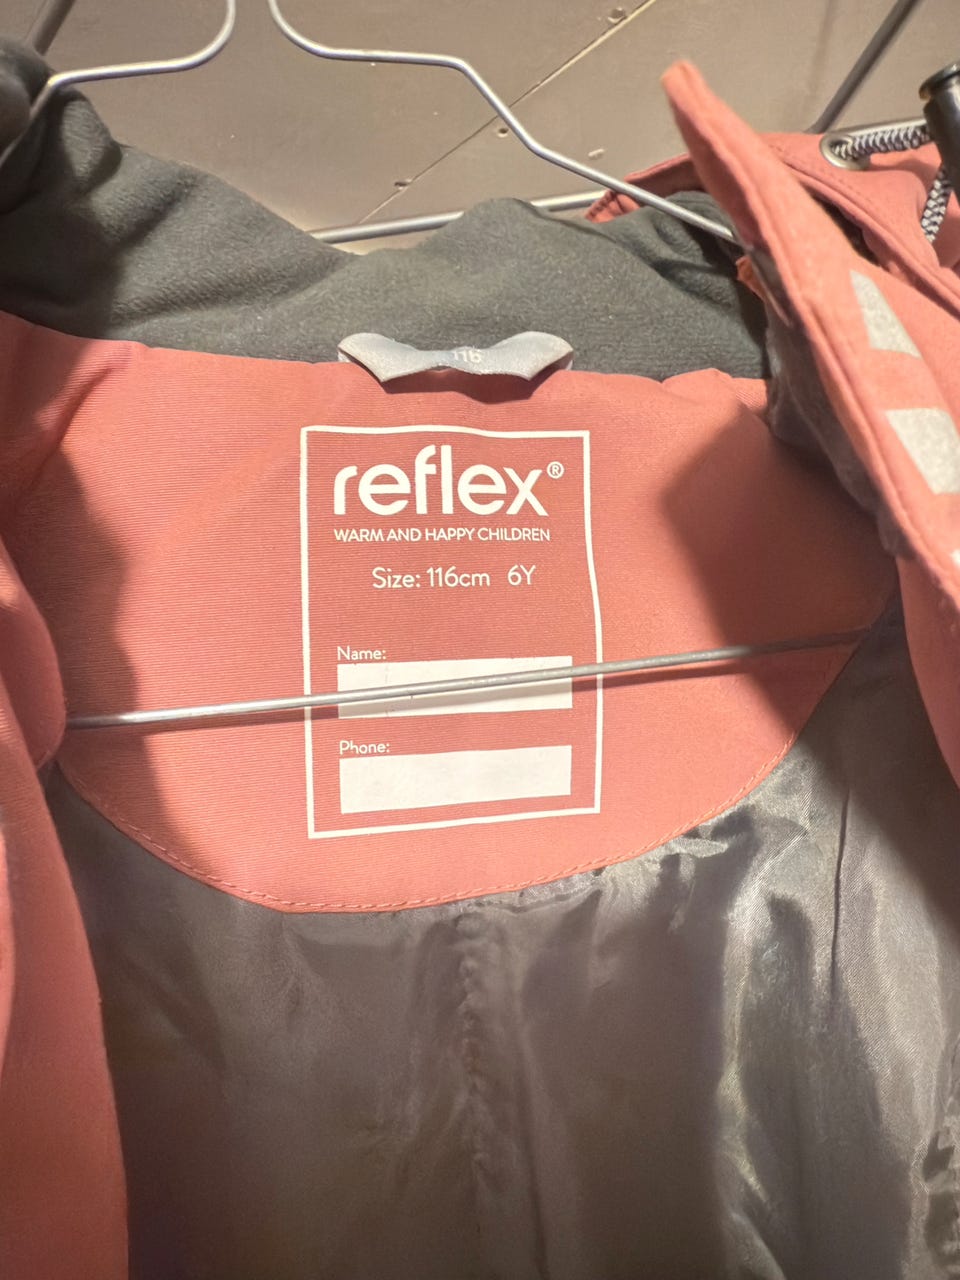 116
reflex®
WARM AND HAPPY CHILDREN
Size: 116cm 6Y
Name:
Phone: